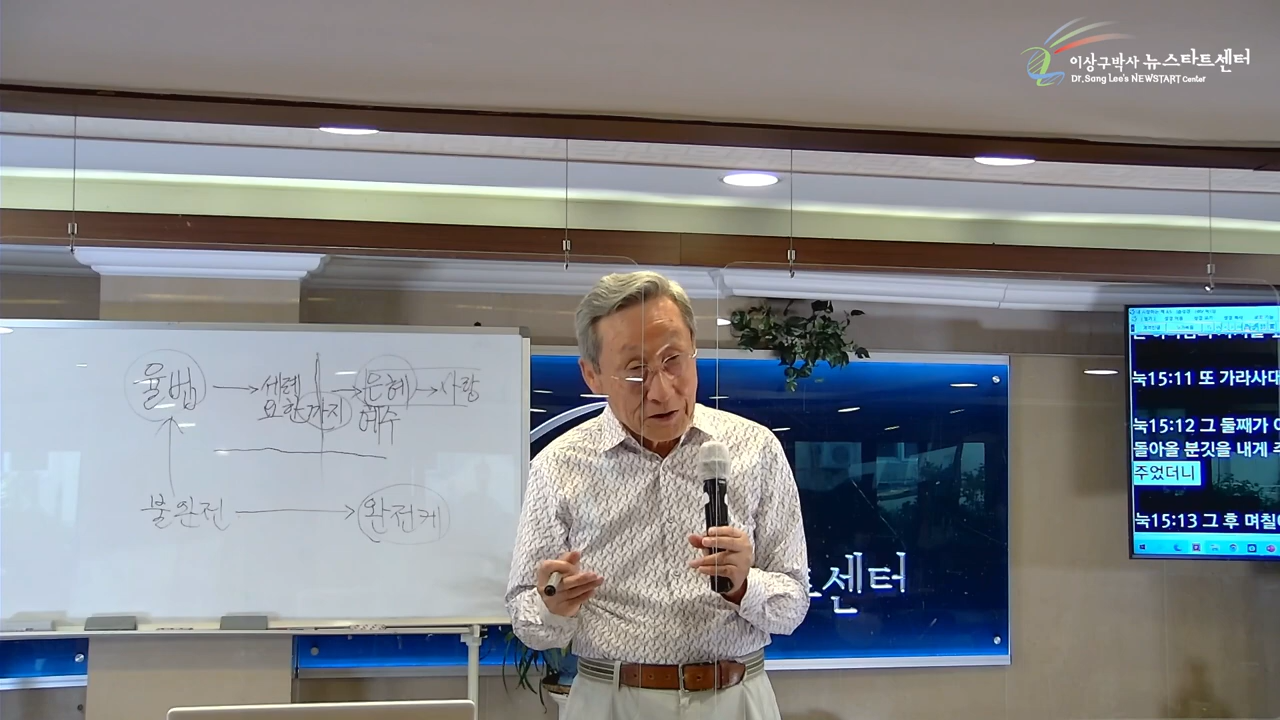 이상구박사 뉴스타트센터
Dr. Sang Lee's NEWSTART Center
율법 → 세례 → 은혜 → 사랑
요한까지 예수
불완전 → 완전케
눅15:11 또 가라사대
눅15:12 그 둘째가
돌아올 분깃을 내게 주
주었더니
눅15:13 그 후 며칠
센터